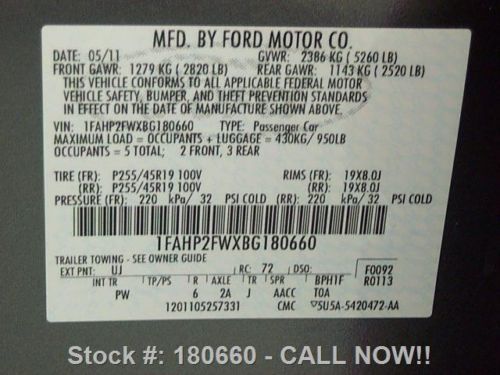 MFD. BY FORD MOTOR CO.
DATE: 05/11 GVWR: 2386 KG ( 5260 LB)
FRONT GAWR: 1279 KG ( 2820 LB) REAR GAWR: 1143 KG ( 2520 LB)
THIS VEHICLE CONFORMS TO ALL APPLICABLE FEDERAL MOTOR
VEHICLE SAFETY, BUMPER, AND THEFT PREVENTION STANDARDS
IN EFFECT ON THE DATE OF MANUFACTURE SHOWN ABOVE.
VIN: 1FAHP2FWXBG180660 TYPE: Passenger Car
MAXIMUM LOAD = OCCUPANTS + LUGGAGE = 430KG/ 950LB
OCCUPANTS = 5 TOTAL; 2 FRONT, 3 REAR
TIRE (FR): P255/45R19 100V RIMS (FR): 19X8.0J
(RR): P255/45R19 100V (RR): 19X8.0J
PRESSURE (FR): 220 kPa/ 32 PSI COLD (RR): 220 kPa/ 32 PSI COLD
1FAHP2FWXBG180660
TRAILER TOWING - SEE OWNER GUIDE
EXT PNT: UJ RC: 72 DSO: F0092
INT TR TP/PS R AXLE TR SPR BPH1F R0113
PW 6 2A J AACC TOA
1201105257331 CMC 5U5A-5420472-AA
Stock #: 180660 - CALL NOW!!